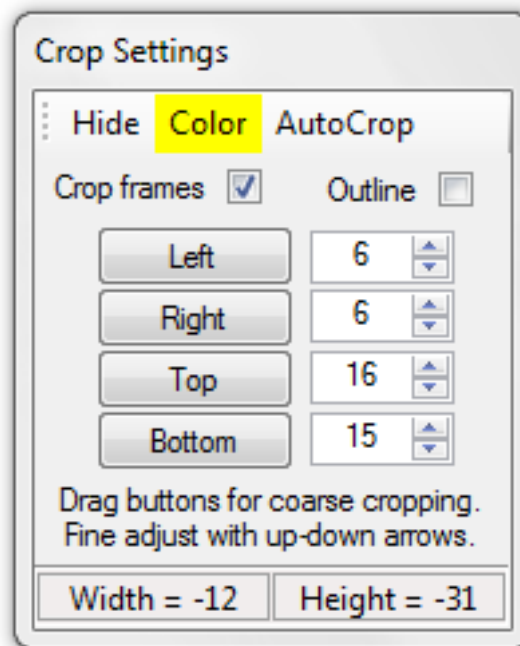 Crop Settings
Hide Color AutoCrop
Crop frames Outline
Left 6
Right 6
Top 16
Bottom 15
Drag buttons for coarse cropping.
Fine adjust with up-down arrows.
Width = -12 Height = -31